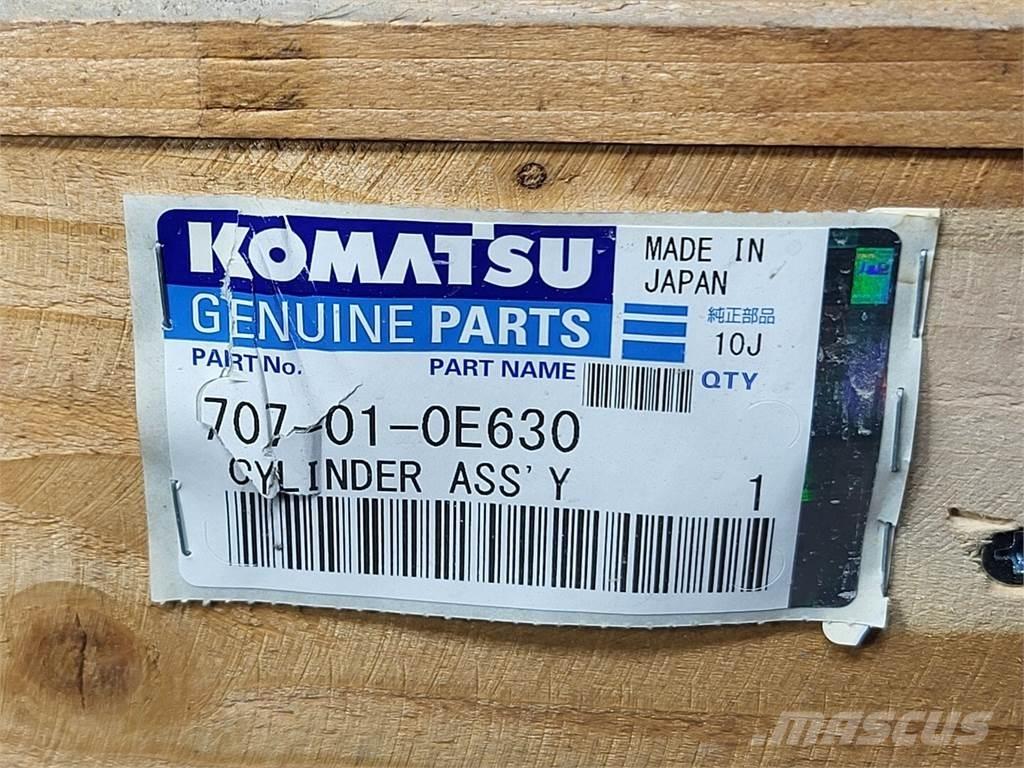 KOMATSU
MADE IN
JAPAN
GENUINE PARTS
純正部品
10J
PART No.
PART NAME
QTY
707-01-0E630
CYLINDER ASS'Y
1
MASCUS